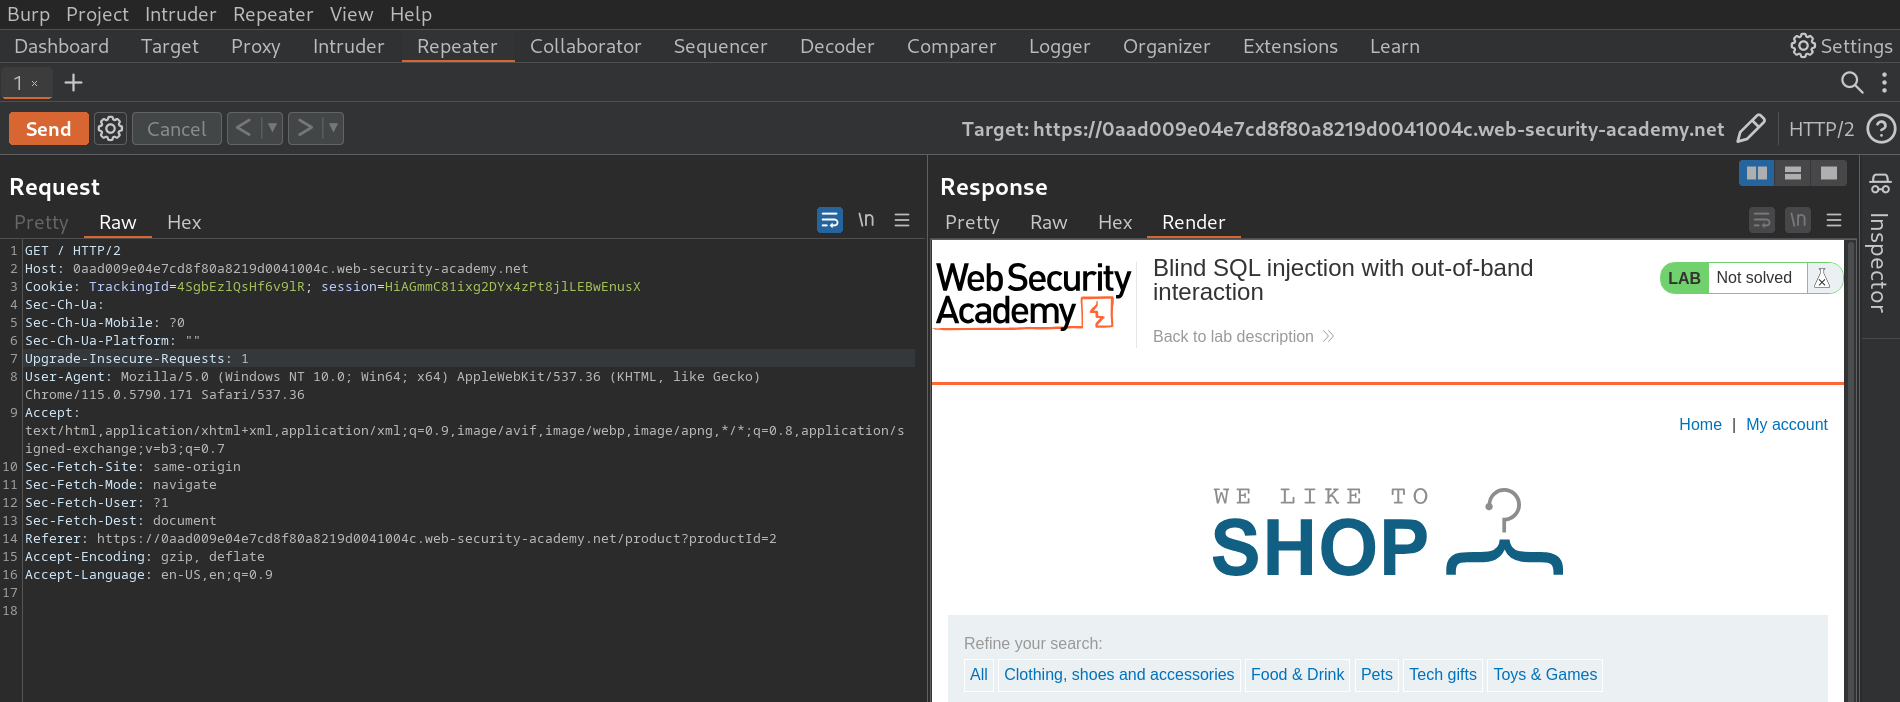 Burp Project Intruder Repeater View Help
Dashboard Target Proxy Intruder Repeater Collaborator Sequencer Decoder Comparer Logger Organizer Extensions Learn Settings
1 ×
Send Cancel < > Target: https://0aad009e04e7cd8f80a8219d0041004c.web-security-academy.net HTTP/2
Request
Pretty Raw Hex \n
1 GET / HTTP/2
2 Host: 0aad009e04e7cd8f80a8219d0041004c.web-security-academy.net
3 Cookie: TrackingId=4SgbEzlQsHf6v9lR; session=HiAGmmC81ixg2DYx4zPt8jlLEBwEnusX
4 Sec-Ch-Ua:
5 Sec-Ch-Ua-Mobile: ?0
6 Sec-Ch-Ua-Platform: ""
7 Upgrade-Insecure-Requests: 1
8 User-Agent: Mozilla/5.0 (Windows NT 10.0; Win64; x64) AppleWebKit/537.36 (KHTML, like Gecko)
Chrome/115.0.5790.171 Safari/537.36
9 Accept:
text/html,application/xhtml+xml,application/xml;q=0.9,image/avif,image/webp,image/apng,*/*;q=0.8,application/s
igned-exchange;v=b3;q=0.7
10 Sec-Fetch-Site: same-origin
11 Sec-Fetch-Mode: navigate
12 Sec-Fetch-User: ?1
13 Sec-Fetch-Dest: document
14 Referer: https://0aad009e04e7cd8f80a8219d0041004c.web-security-academy.net/product?productId=2
15 Accept-Encoding: gzip, deflate
16 Accept-Language: en-US,en;q=0.9
17
18
Response
Pretty Raw Hex Render \n
Web Security
Academy
Blind SQL injection with out-of-band
interaction
Back to lab description
LAB Not solved
Home | My account
WE LIKE TO
SHOP
Refine your search:
All Clothing, shoes and accessories Food & Drink Pets Tech gifts Toys & Games
Inspector